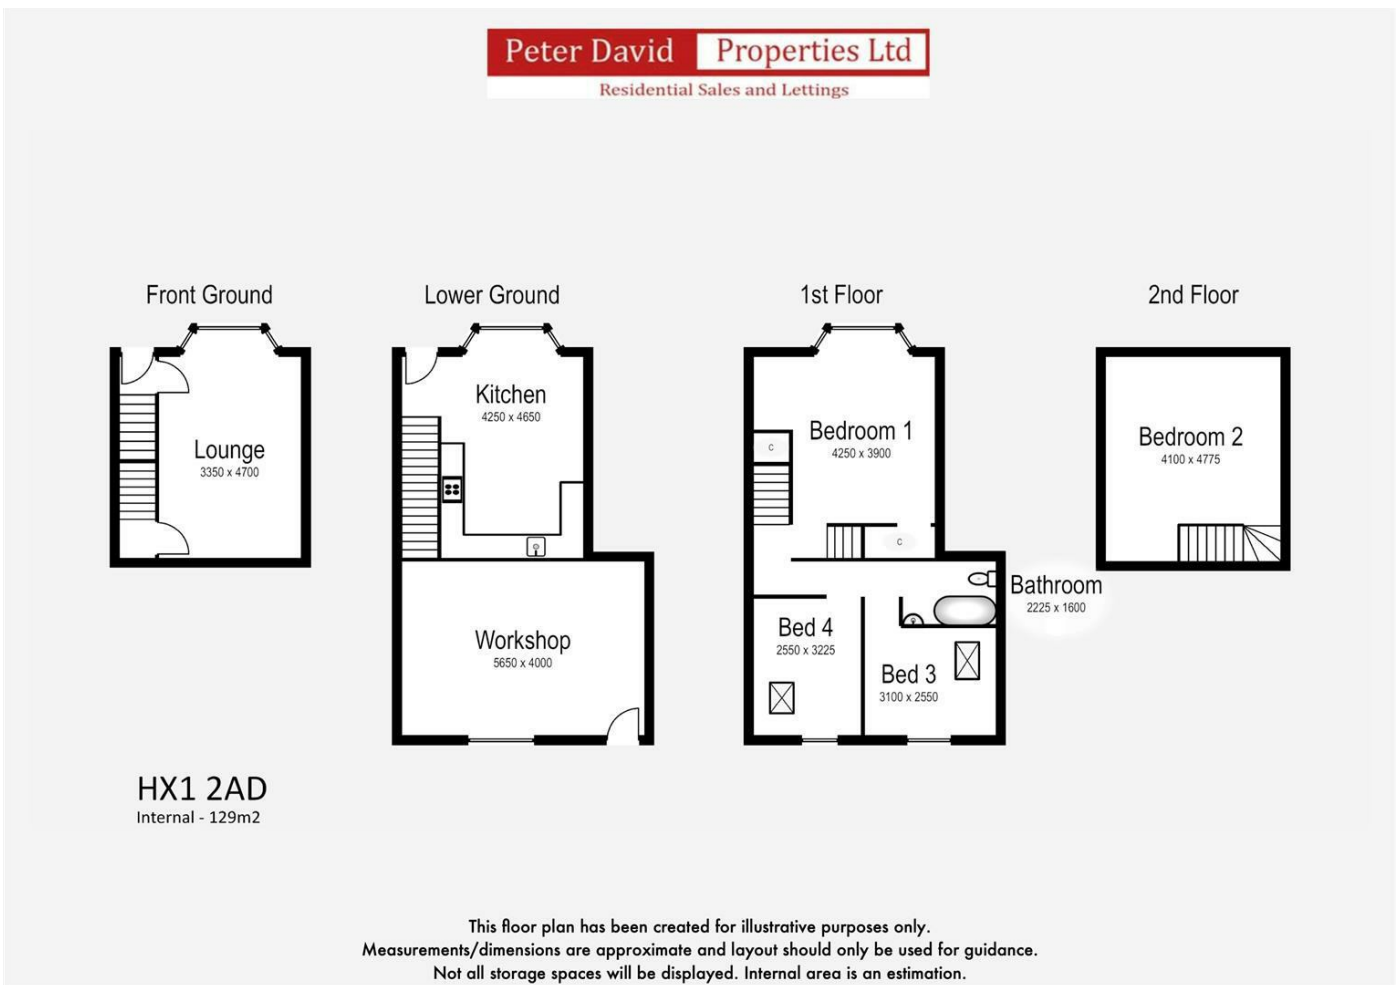 Peter David Properties Ltd
Residential Sales and Lettings
Front Ground
Lower Ground
1st Floor
2nd Floor
Lounge
3350 x 4700
Kitchen
4250 x 4650
Workshop
5650 x 4000
C
Bedroom 1
4250 x 3900
C
Bathroom
2225 x 1600
Bed 4
2550 x 3225
Bed 3
3100 x 2550
Bedroom 2
4100 x 4775
HX1 2AD
Internal - 129m2
This floor plan has been created for illustrative purposes only.
Measurements/dimensions are approximate and layout should only be used for guidance.
Not all storage spaces will be displayed. Internal area is an estimation.